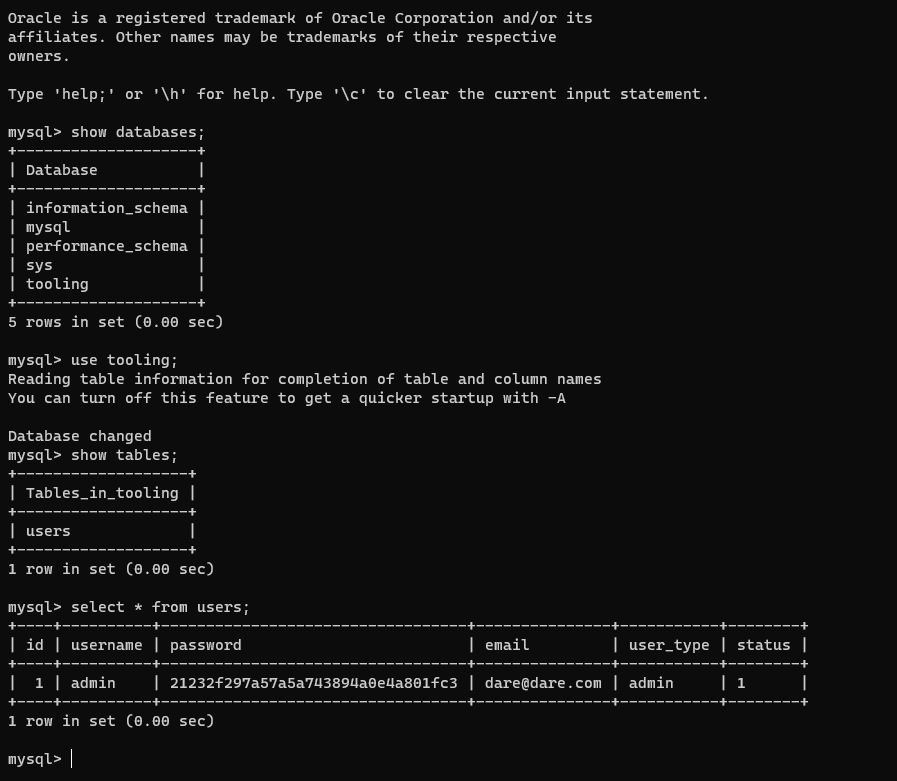 Oracle is a registered trademark of Oracle Corporation and/or its
affiliates. Other names may be trademarks of their respective
owners.

Type 'help;' or '\h' for help. Type '\c' to clear the current input statement.

mysql> show databases;
+--------------------+
| Database           |
+--------------------+
| information_schema |
| mysql              |
| performance_schema |
| sys                |
| tooling            |
+--------------------+
5 rows in set (0.00 sec)

mysql> use tooling;
Reading table information for completion of table and column names
You can turn off this feature to get a quicker startup with -A

Database changed
mysql> show tables;
+-------------------+
| Tables_in_tooling |
+-------------------+
| users             |
+-------------------+
1 row in set (0.00 sec)

mysql> select * from users;
+----+----------+----------------------------------+---------------+-----------+--------+
| id | username | password                         | email         | user_type | status |
+----+----------+----------------------------------+---------------+-----------+--------+
|  1 | admin    | 21232f297a57a5a743894a0e4a801fc3 | dare@dare.com | admin     | 1      |
+----+----------+----------------------------------+---------------+-----------+--------+
1 row in set (0.00 sec)

mysql>